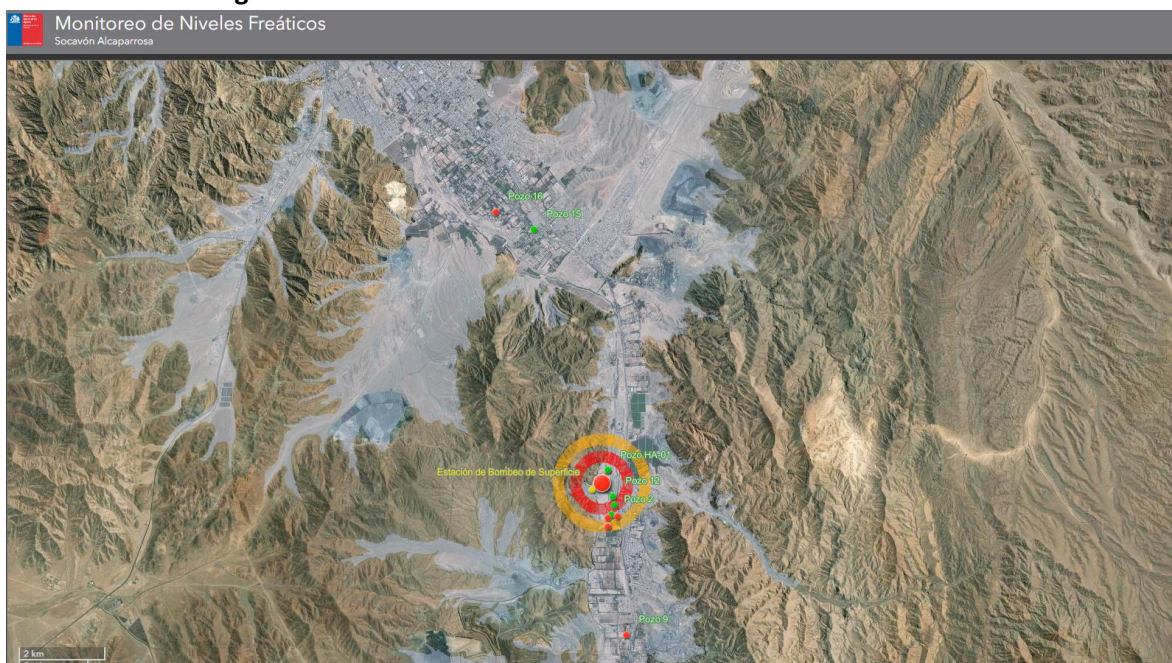 Monitoreo de Niveles Freáticos
Socavón Alcaparrosa
Pozo 16
Pozo 15
Pozo HA-01
Estación de Bombeo de Superficie
Pozo 12
Pozo 2
Pozo 9
2 km